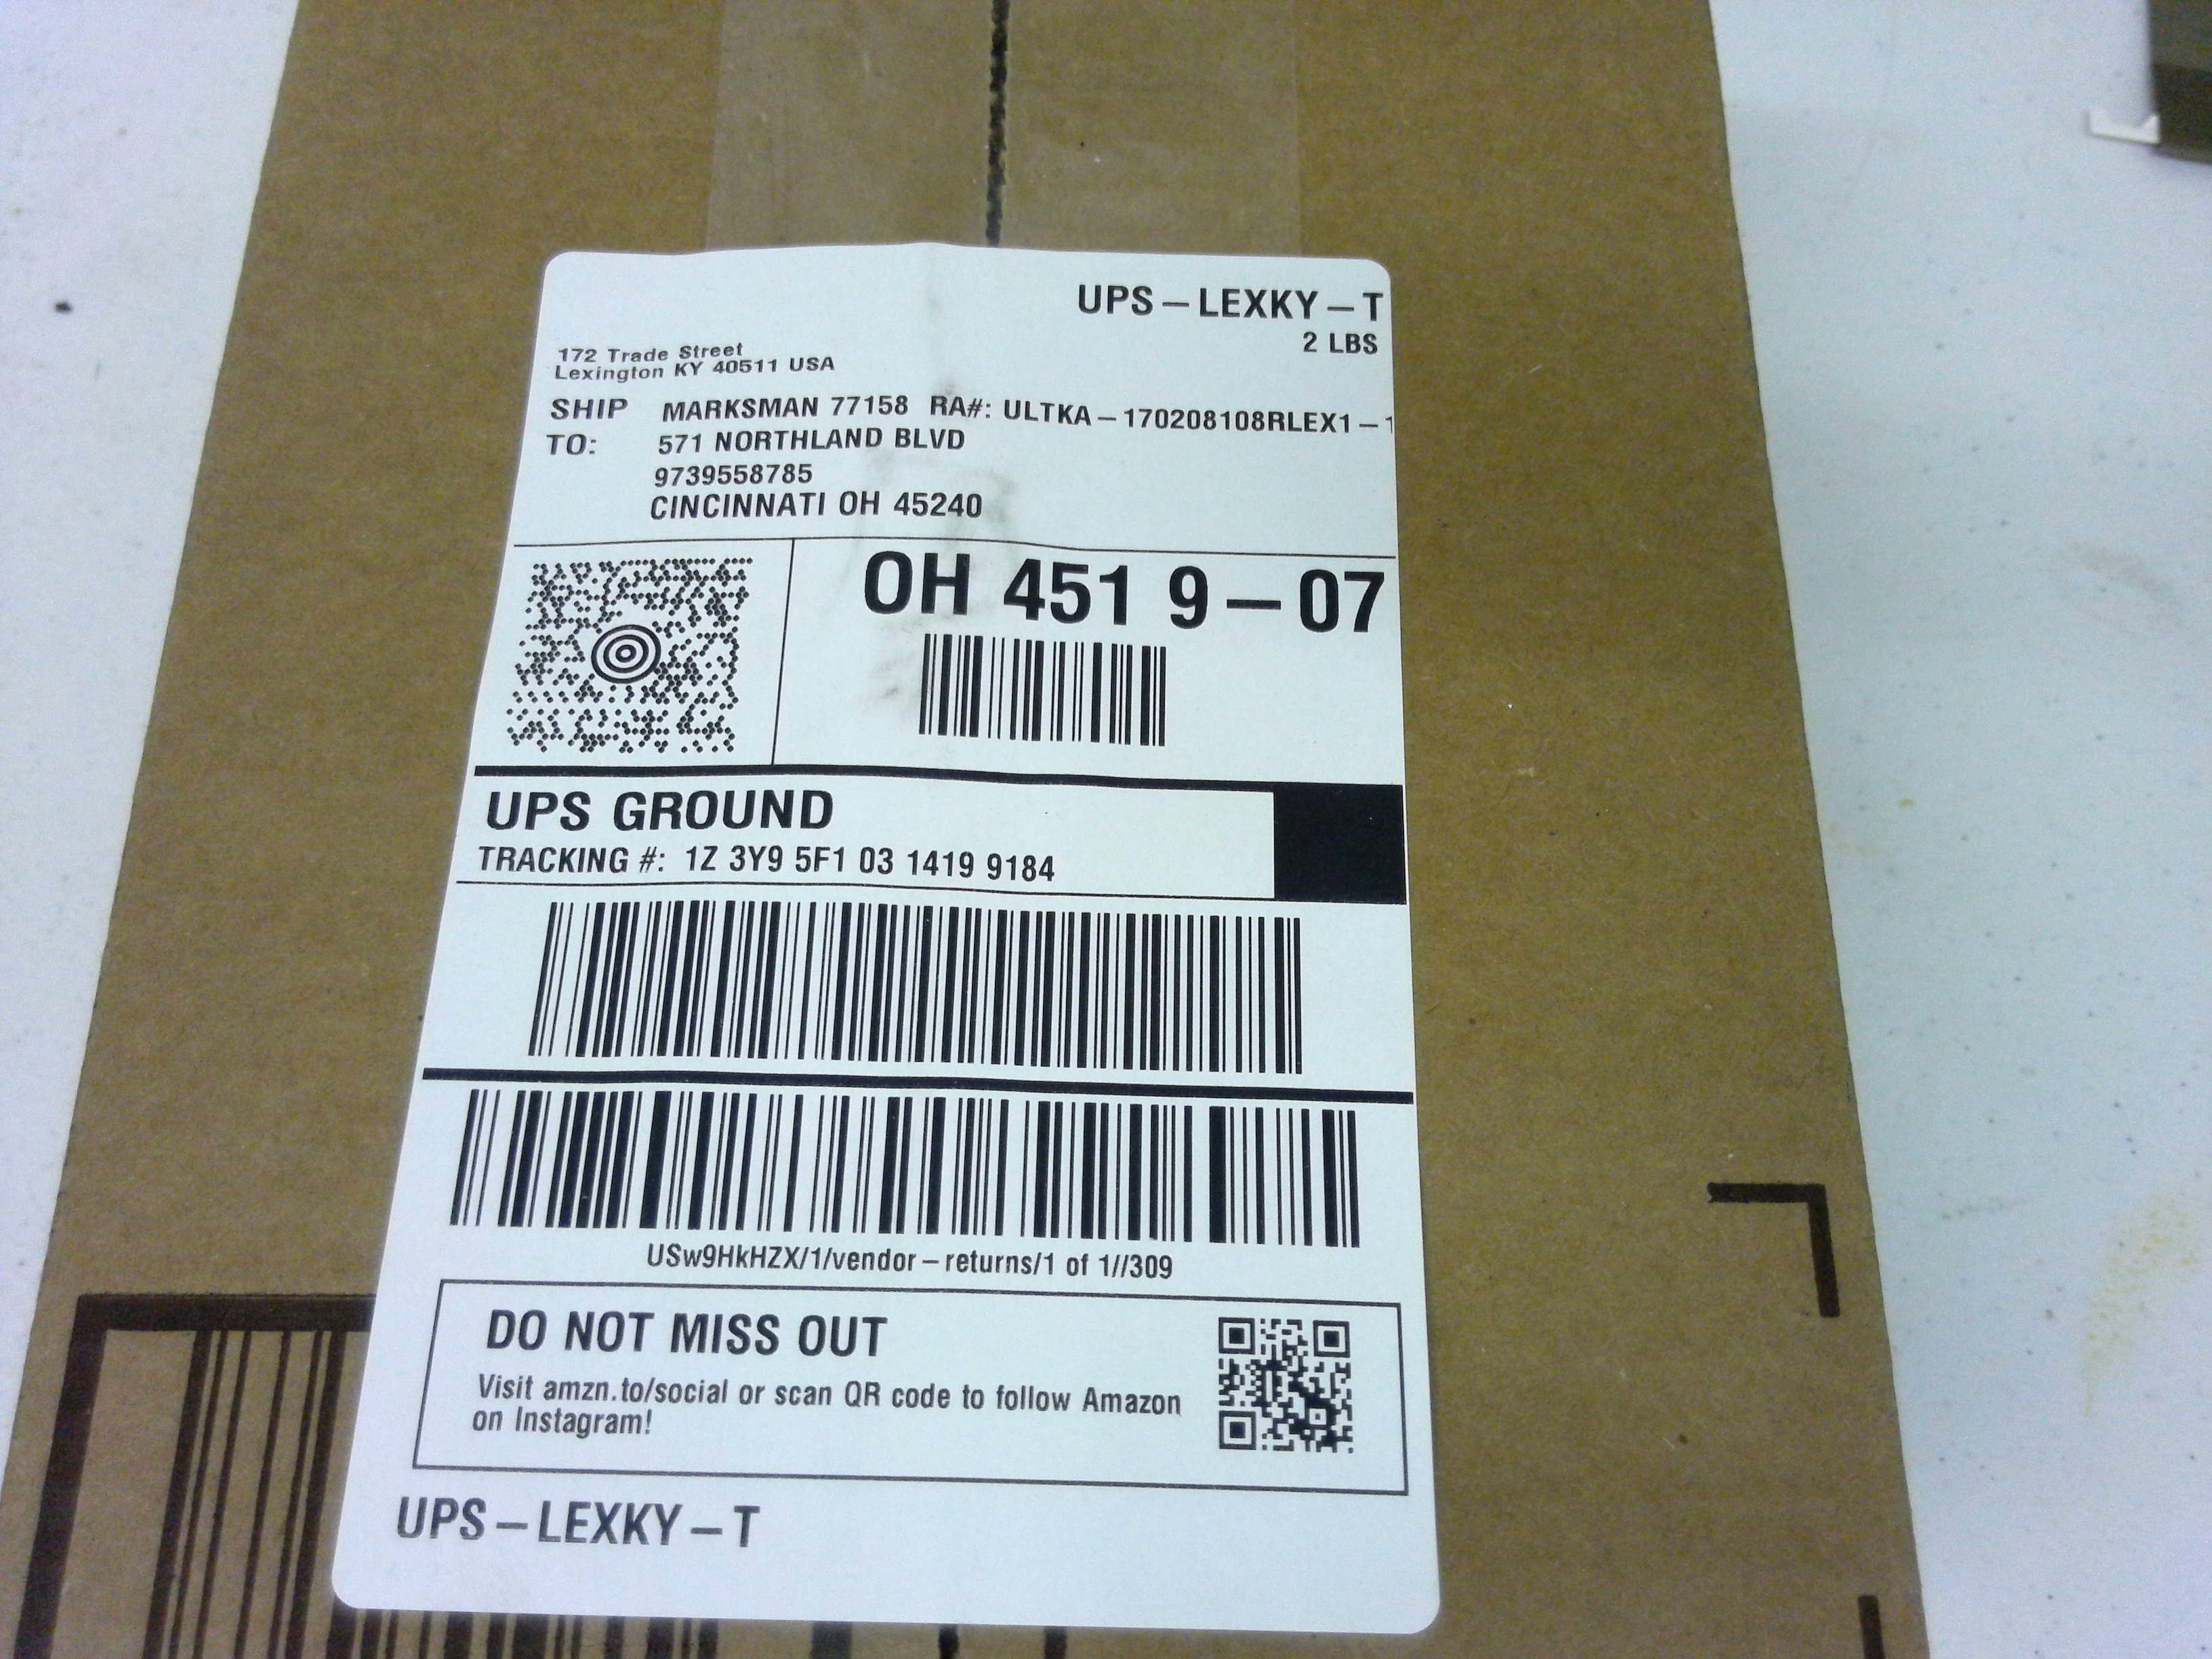 UPS – LEXKY – T
2 LBS
172 Trade Street
Lexington KY 40511 USA
SHIP MARKSMAN 77158 RA#: ULTKA – 170208108RLEX1 – 1
TO: 571 NORTHLAND BLVD
9739558785
CINCINNATI OH 45240
OH 451 9 – 07
UPS GROUND
TRACKING #: 1Z 3Y9 5F1 03 1419 9184
USw9HkHZX/1/vendor – returns/1 of 1//309
DO NOT MISS OUT
Visit amzn.to/social or scan QR code to follow Amazon
on Instagram!
UPS – LEXKY – T